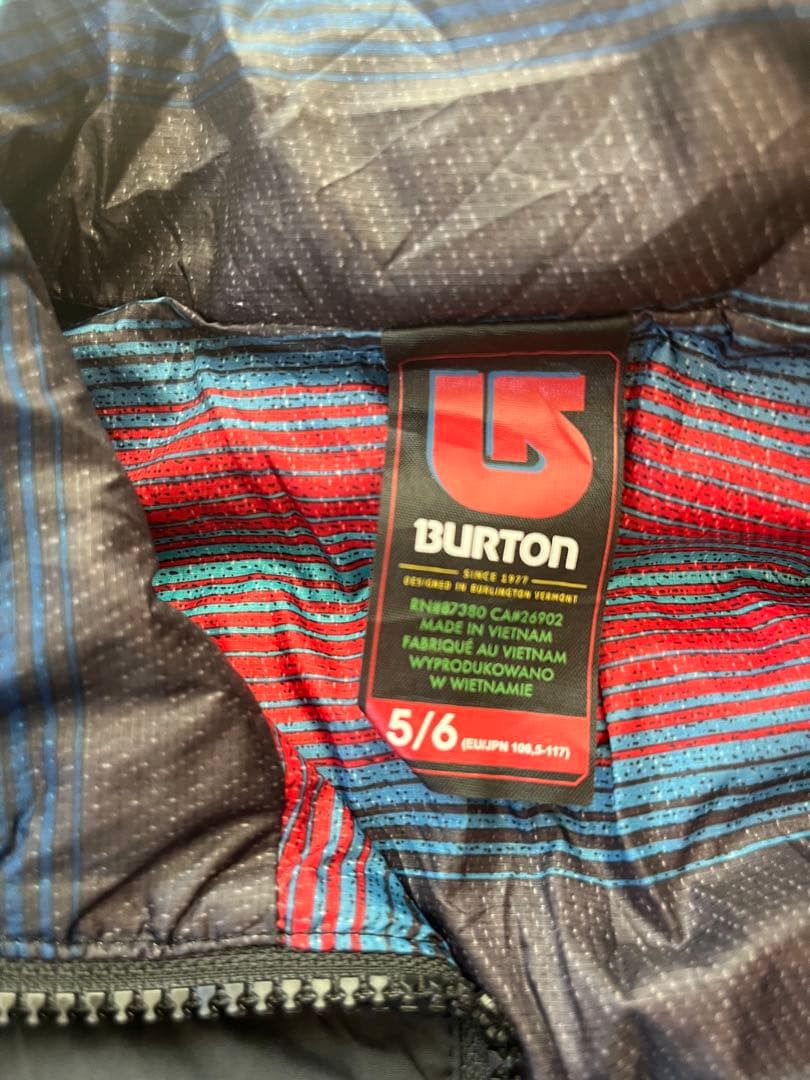 BURTON
SINCE 1977
DESIGNED IN BURLINGTON VERMONT
RN#87380 CA#26902
MADE IN VIETNAM
FABRIQUÉ AU VIETNAM
WYPRODUKOWANO
W WIETNAMIE
5/6 (EU/JPN 106,5-117)